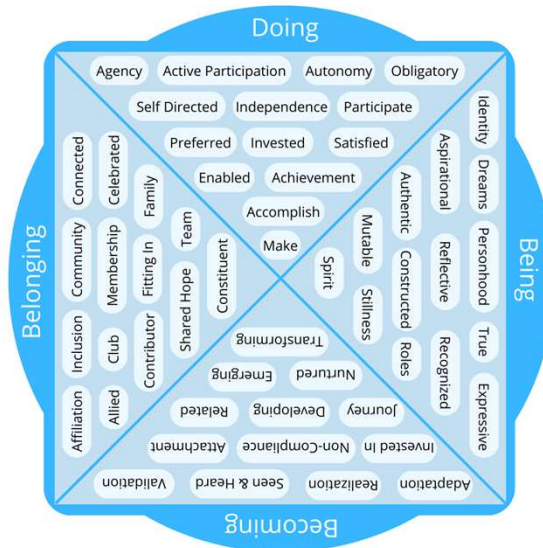 Doing
Agency Active Participation Autonomy Obligatory
Self Directed Independence Participate
Preferred Invested Satisfied
Enabled Achievement
Accomplish
Make
Being
Identity Dreams Personhood True Expressive
Aspirational Reflective Recognized
Authentic Constructed Roles
Mutable Stillness
Spirit
Becoming
Adaptation Realization Seen & Heard Validation
Invested In Non-Compliance Attachment
Journey Developing Related
Nurtured Emerging
Transforming
Belonging
Affiliation Inclusion Community Connected
Allied Club Membership Celebrated
Contributor Fitting In Family
Shared Hope Team
Constituent